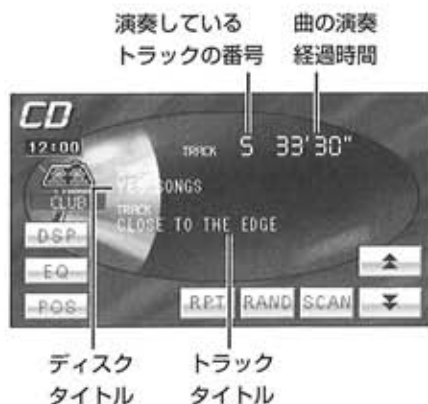 演奏している
トラックの番号
曲の演奏
経過時間
CD
12:00
TRACK 5 33'30"
CLUB
YES SONGS
TRACK
CLOSE TO THE EDGE
DSP
EQ
POS
RPT RAND SCAN
ディスク
タイトル
トラック
タイトル